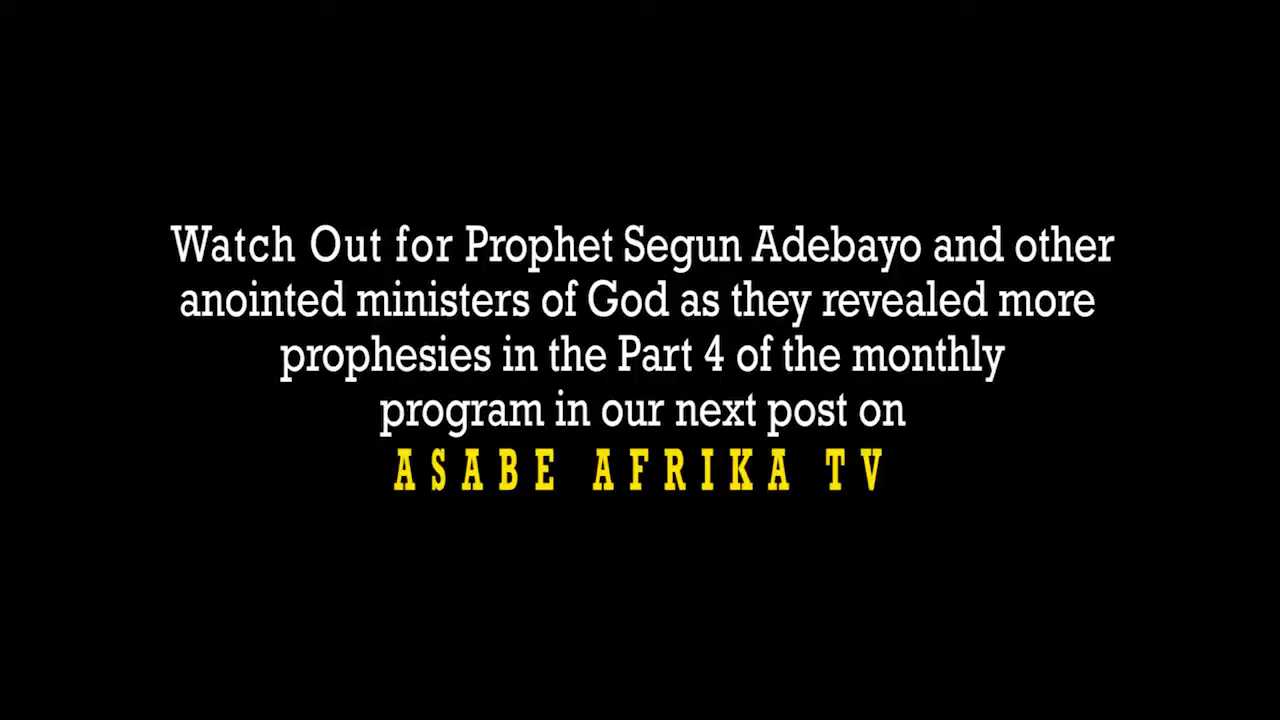 Watch Out for Prophet Segun Adebayo and other
anointed ministers of God as they revealed more
prophesies in the Part 4 of the monthly
program in our next post on
ASABE AFRIKA TV